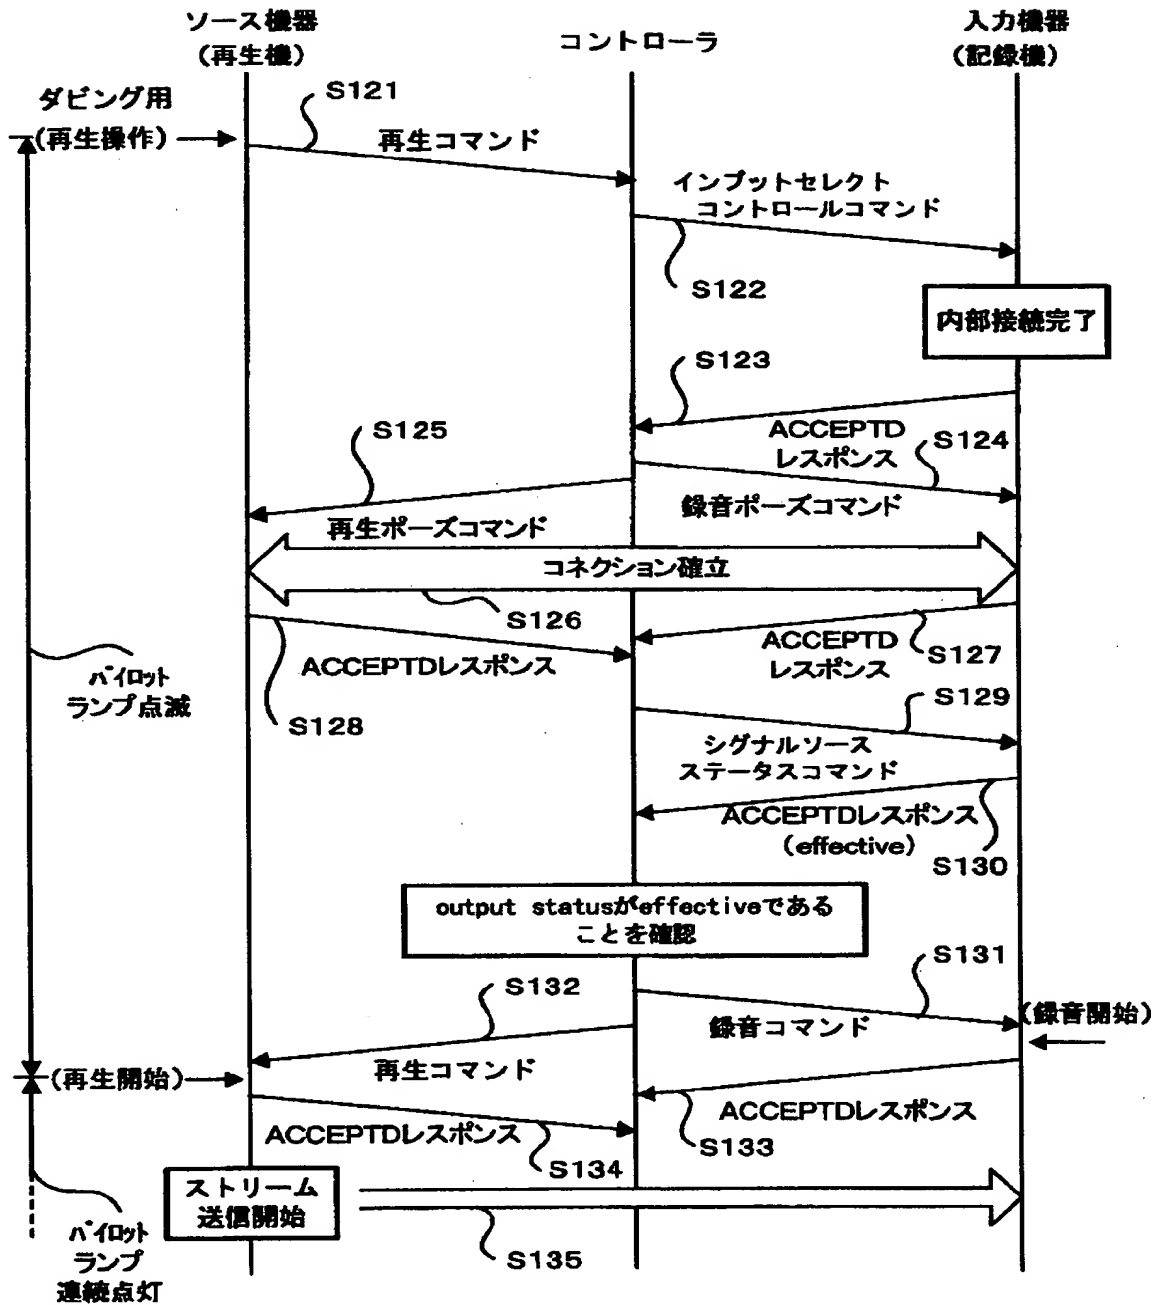 ソース機器
(再生機)
コントローラ
入力機器
(記録機)
ダビング用
(再生操作)
S121
再生コマンド
インプットセレクト
コントロールコマンド
S122
内部接続完了
S123
ACCEPTD
レスポンス
S124
S125
録音ポーズコマンド
再生ポーズコマンド
コネクション確立
S126
ACCEPTD
レスポンス
S127
ACCEPTDレスポンス
S128
パイロット
ランプ点滅
S129
シグナルソース
ステータスコマンド
ACCEPTDレスポンス
(effective)
S130
output statusがeffectiveである
ことを確認
S131
S132
録音コマンド
(録音開始)
再生コマンド
(再生開始)
ACCEPTDレスポンス
S133
ACCEPTDレスポンス
S134
ストリーム
送信開始
S135
パイロット
ランプ
連続点灯